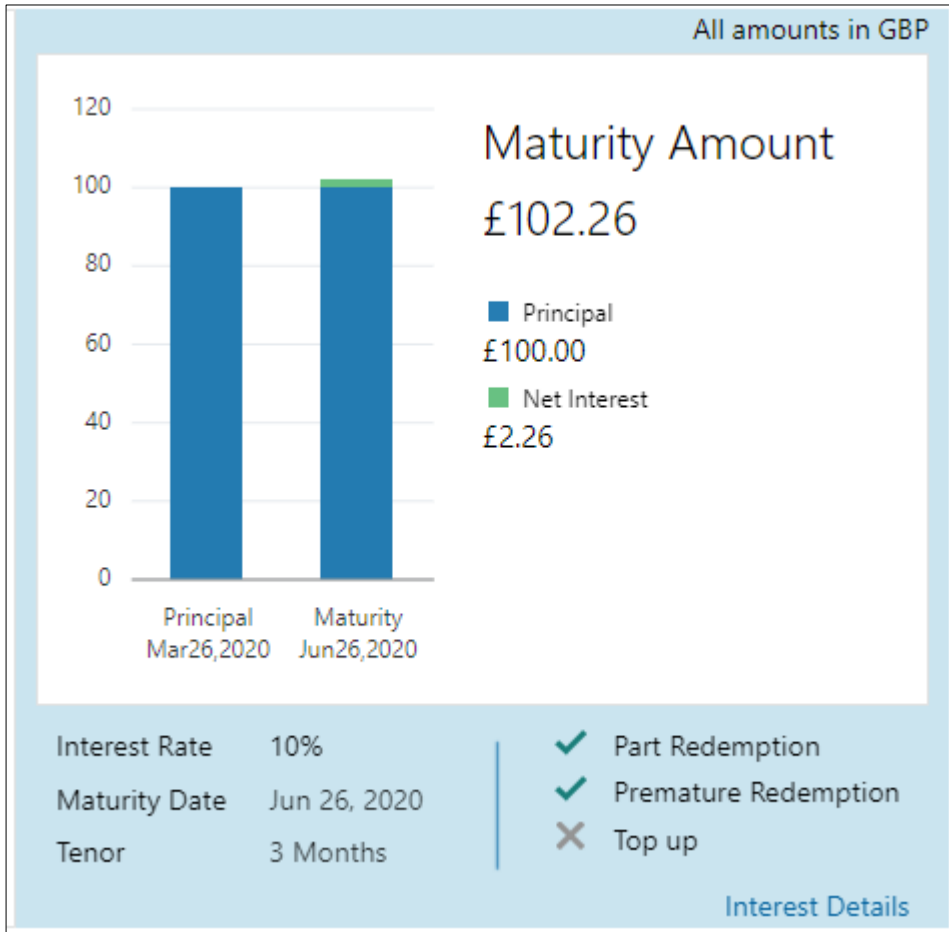 All amounts in GBP
120
100
80
60
40
20
0
Principal
Mar26,2020
Maturity
Jun26,2020
Maturity Amount
£102.26
Principal
£100.00
Net Interest
£2.26
Interest Rate 10%
Maturity Date Jun 26, 2020
Tenor 3 Months
Part Redemption
Premature Redemption
Top up
Interest Details